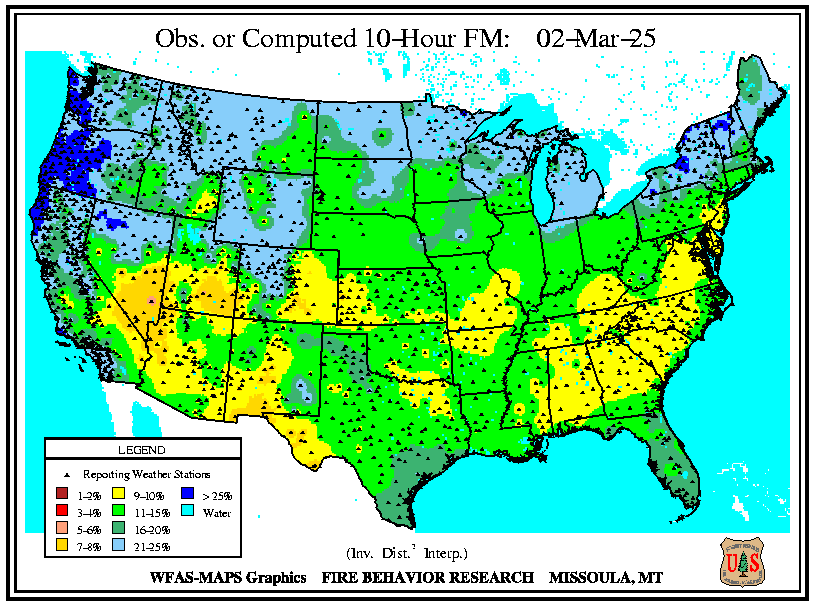 Obs. or Computed 10-Hour FM: 02-Mar-25
LEGEND
Reporting Weather Stations
1-2% 9-10% > 25%
3-4% 11-15% Water
5-6% 16-20%
7-8% 21-25%
(Inv. Dist.² Interp.)
WFAS-MAPS Graphics FIRE BEHAVIOR RESEARCH MISSOULA, MT
U S